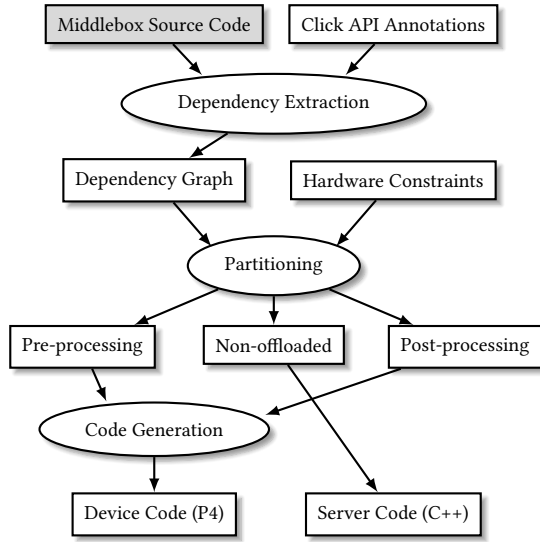 Middlebox Source Code
Click API Annotations
Dependency Extraction
Dependency Graph
Hardware Constraints
Partitioning
Pre-processing
Non-offloaded
Post-processing
Code Generation
Device Code (P4)
Server Code (C++)